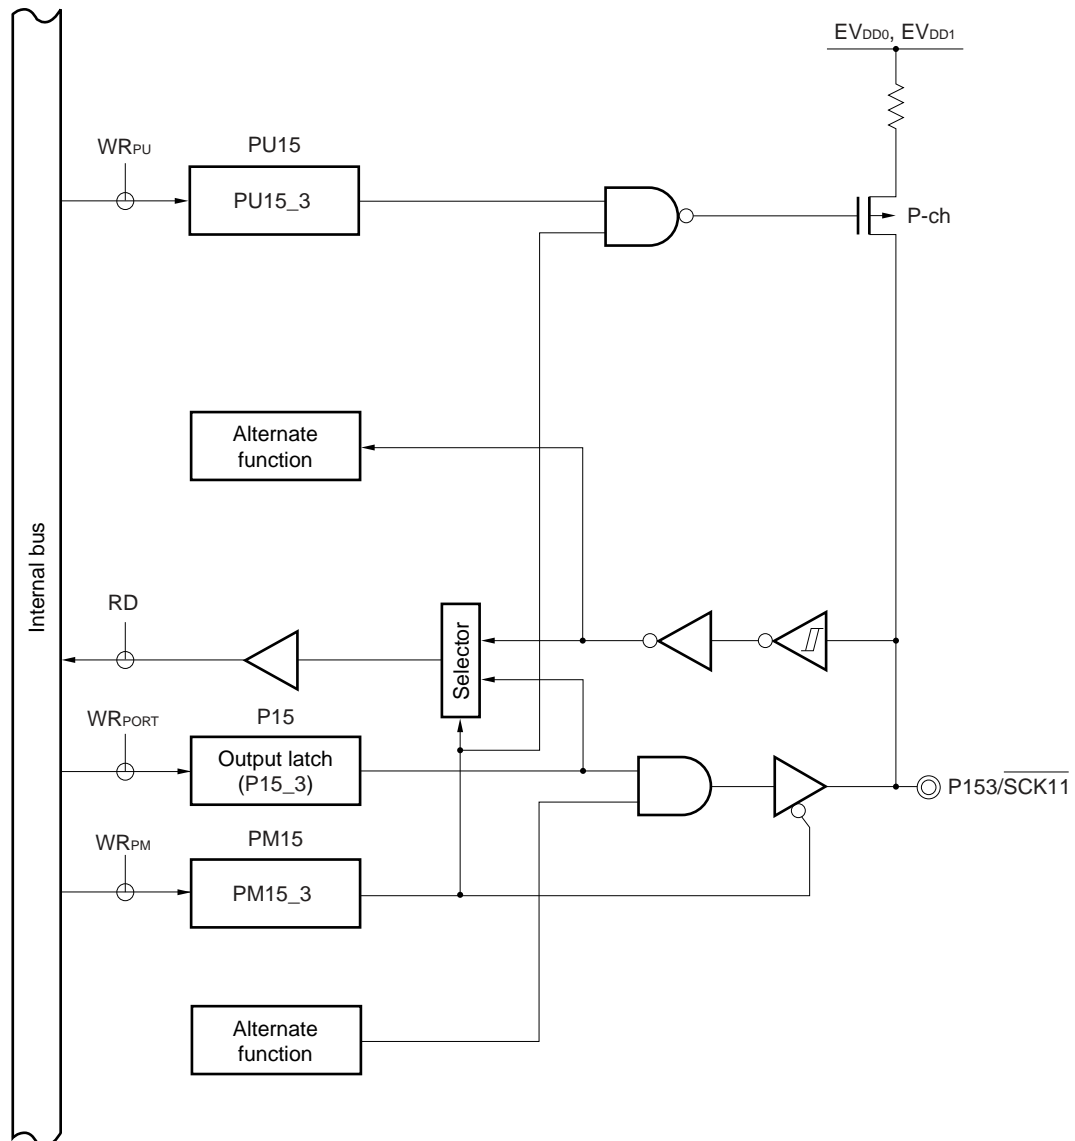 EVDD0, EVDD1
WRPU
PU15
PU15_3
P-ch
Alternate
function
Internal bus
RD
Selector
WRPORT
P15
Output latch
(P15_3)
P153/SCK11
WRPM
PM15
PM15_3
Alternate
function